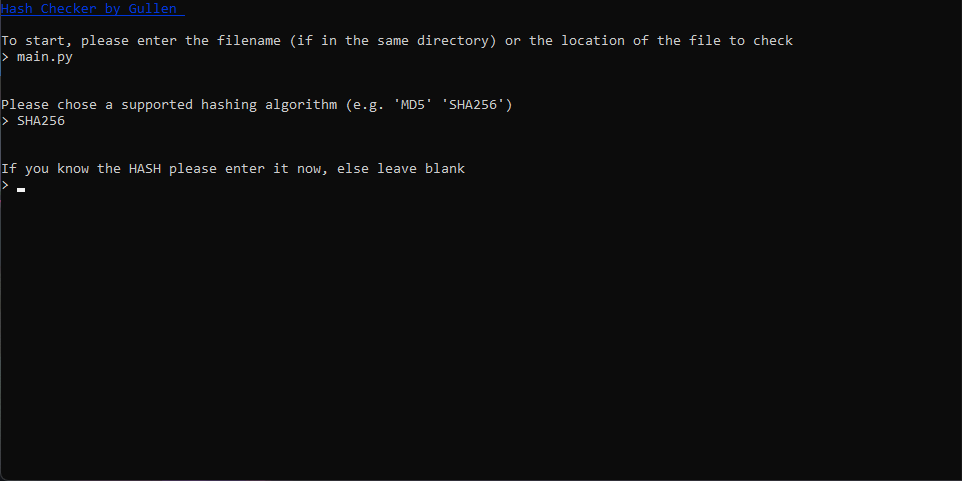 Hash Checker by Gullen
To start, please enter the filename (if in the same directory) or the location of the file to check
> main.py
Please chose a supported hashing algorithm (e.g. 'MD5' 'SHA256')
> SHA256
If you know the HASH please enter it now, else leave blank
>